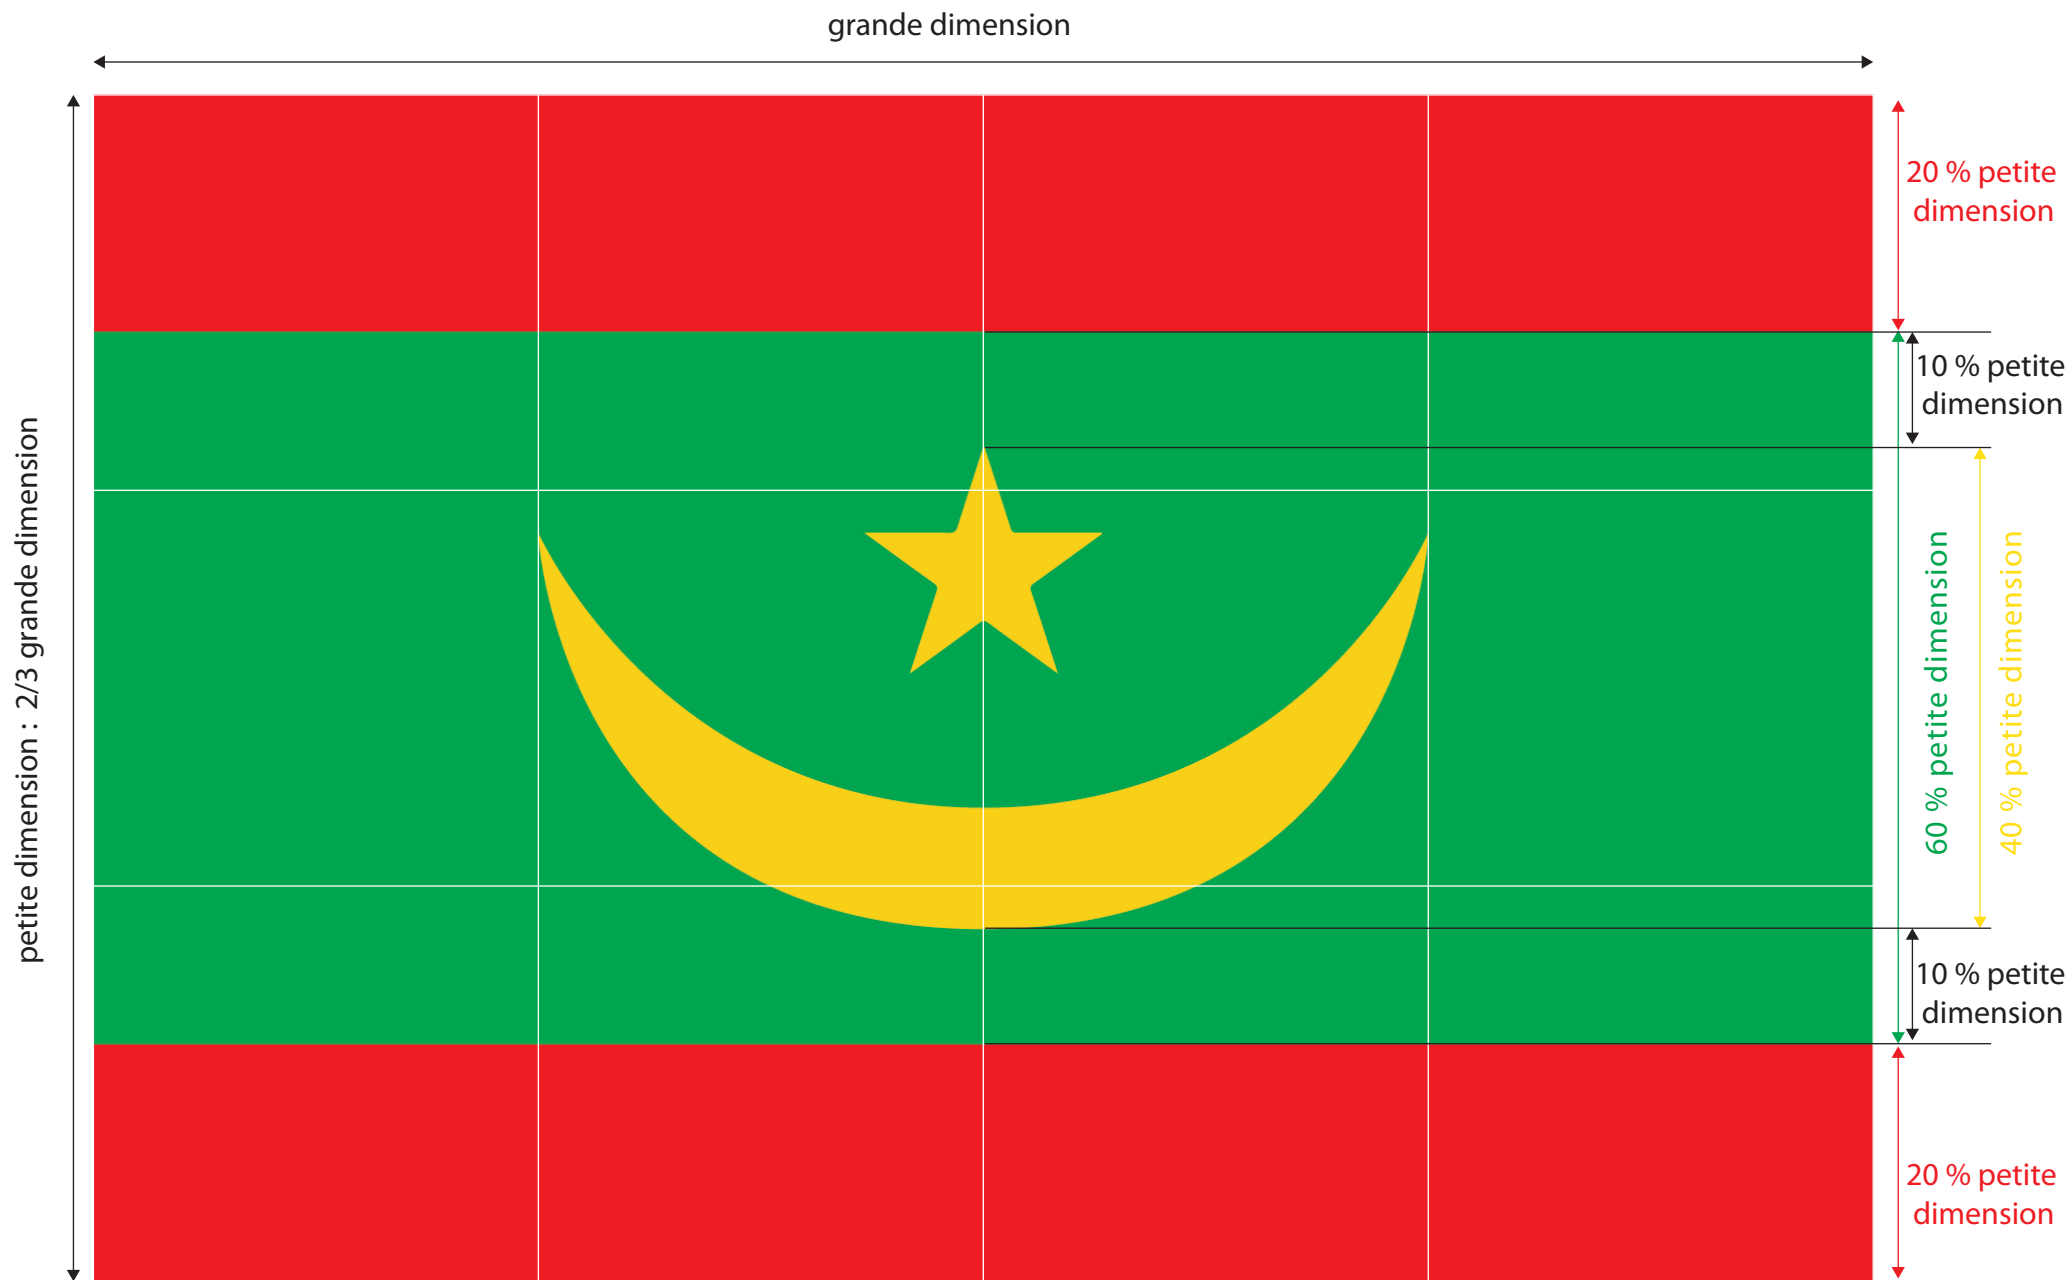 grande dimension
petite dimension : 2/3 grande dimension
20 % petite
dimension
10 % petite
dimension
60 % petite dimension
40 % petite dimension
10 % petite
dimension
20 % petite
dimension